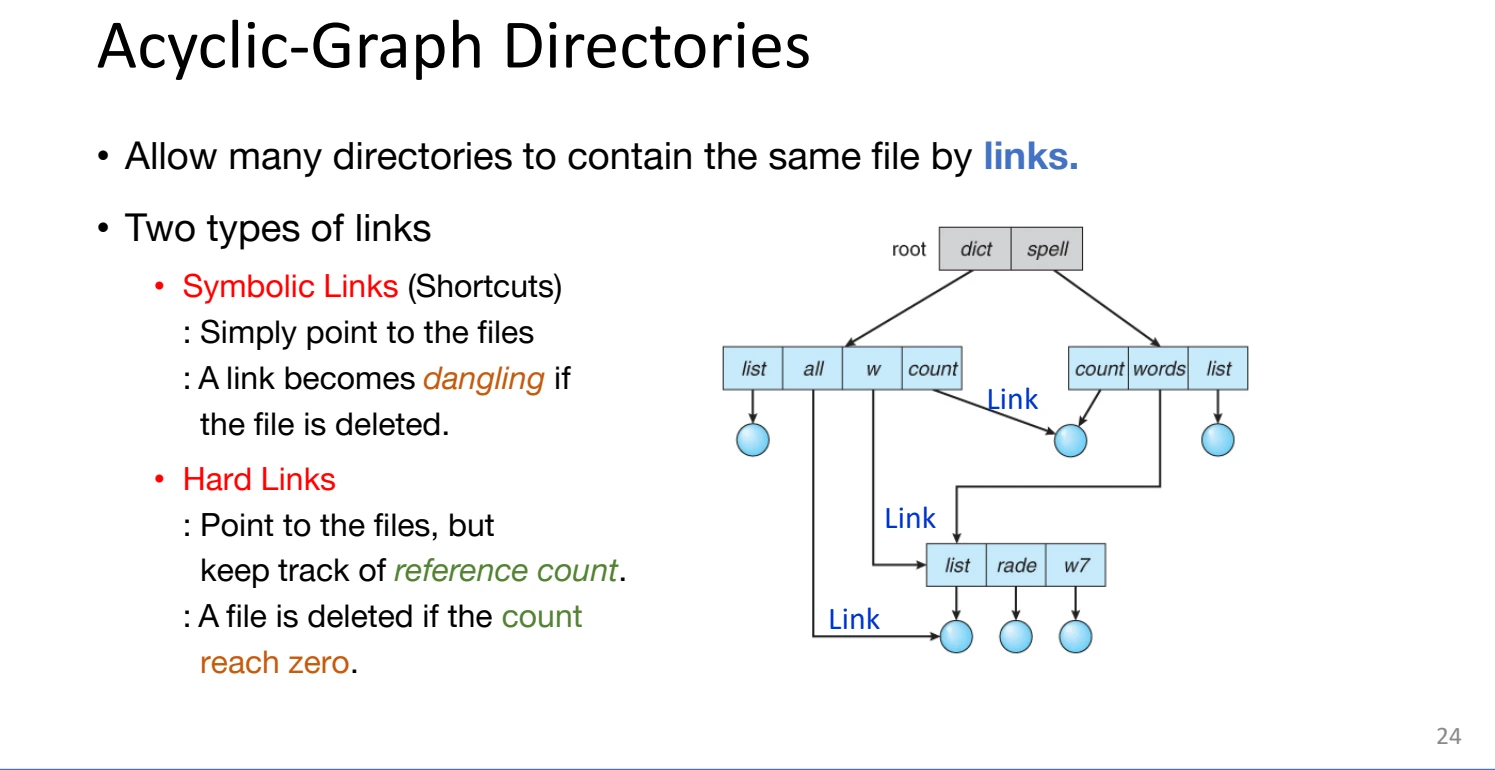 Acyclic-Graph Directories
• Allow many directories to contain the same file by links.
• Two types of links
• Symbolic Links (Shortcuts)
: Simply point to the files
: A link becomes dangling if
the file is deleted.
• Hard Links
: Point to the files, but
keep track of reference count.
: A file is deleted if the count
reach zero.
root dict spell
list all w count
count words list
Link
Link
list rade w7
Link
24